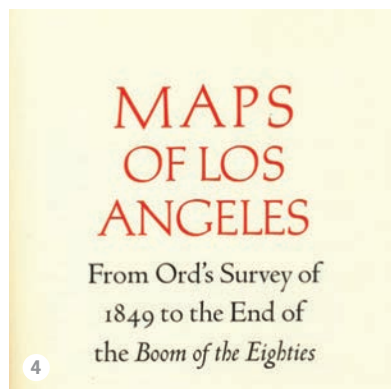 MAPS
OF LOS
ANGELES
From Ord's Survey of
1849 to the End of
the Boom of the Eighties
4